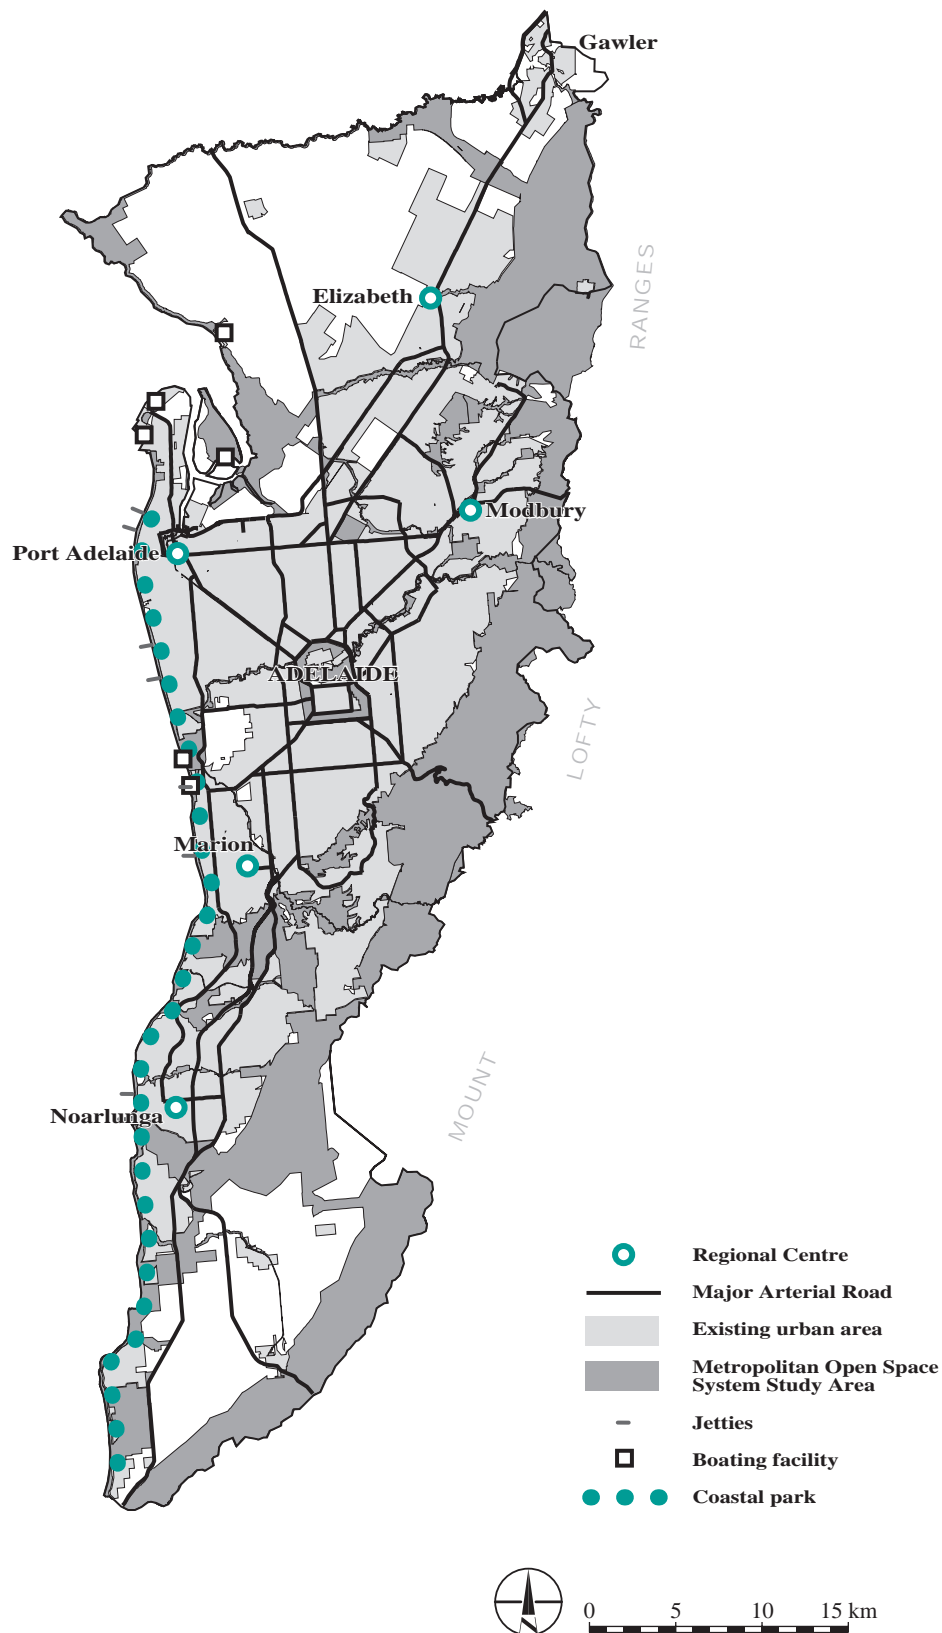 Gawler
RANGES
Elizabeth
Modbury
Port Adelaide
ADELAIDE
LOFTY
Marion
MOUNT
Noarlunga
Regional Centre
Major Arterial Road
Existing urban area
Metropolitan Open Space
System Study Area
Jetties
Boating facility
Coastal park
N
0 5 10 15 km